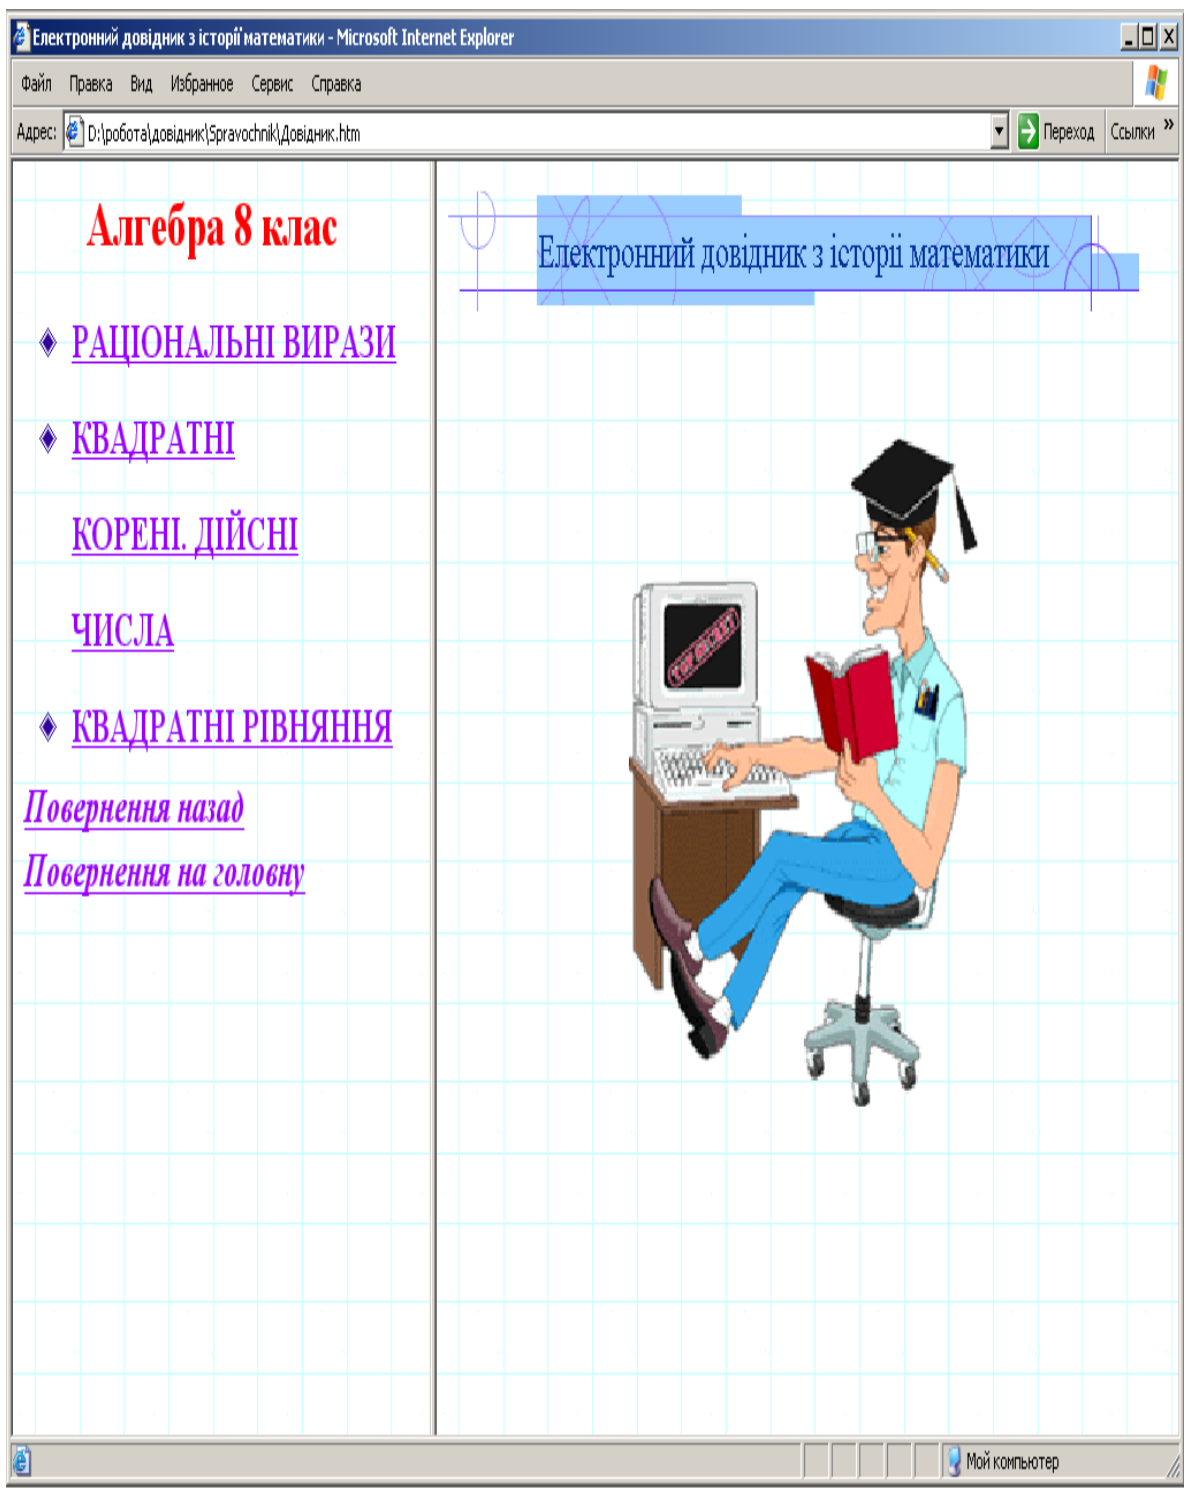 Електронний довідник з історії математики - Microsoft Internet Explorer
Файл Правка Вид Избранное Сервис Справка
Адрес: D:\робота\довідник\Spravochnik\Довідник.htm Переход Ссылки »
Алгебра 8 клас
РАЦІОНАЛЬНІ ВИРАЗИ
КВАДРАТНІ
КОРЕНІ. ДІЙСНІ
ЧИСЛА
КВАДРАТНІ РІВНЯННЯ
Повернення назад
Повернення на головну
Електронний довідник з історії математики
TOP SECRET
Мой компьютер